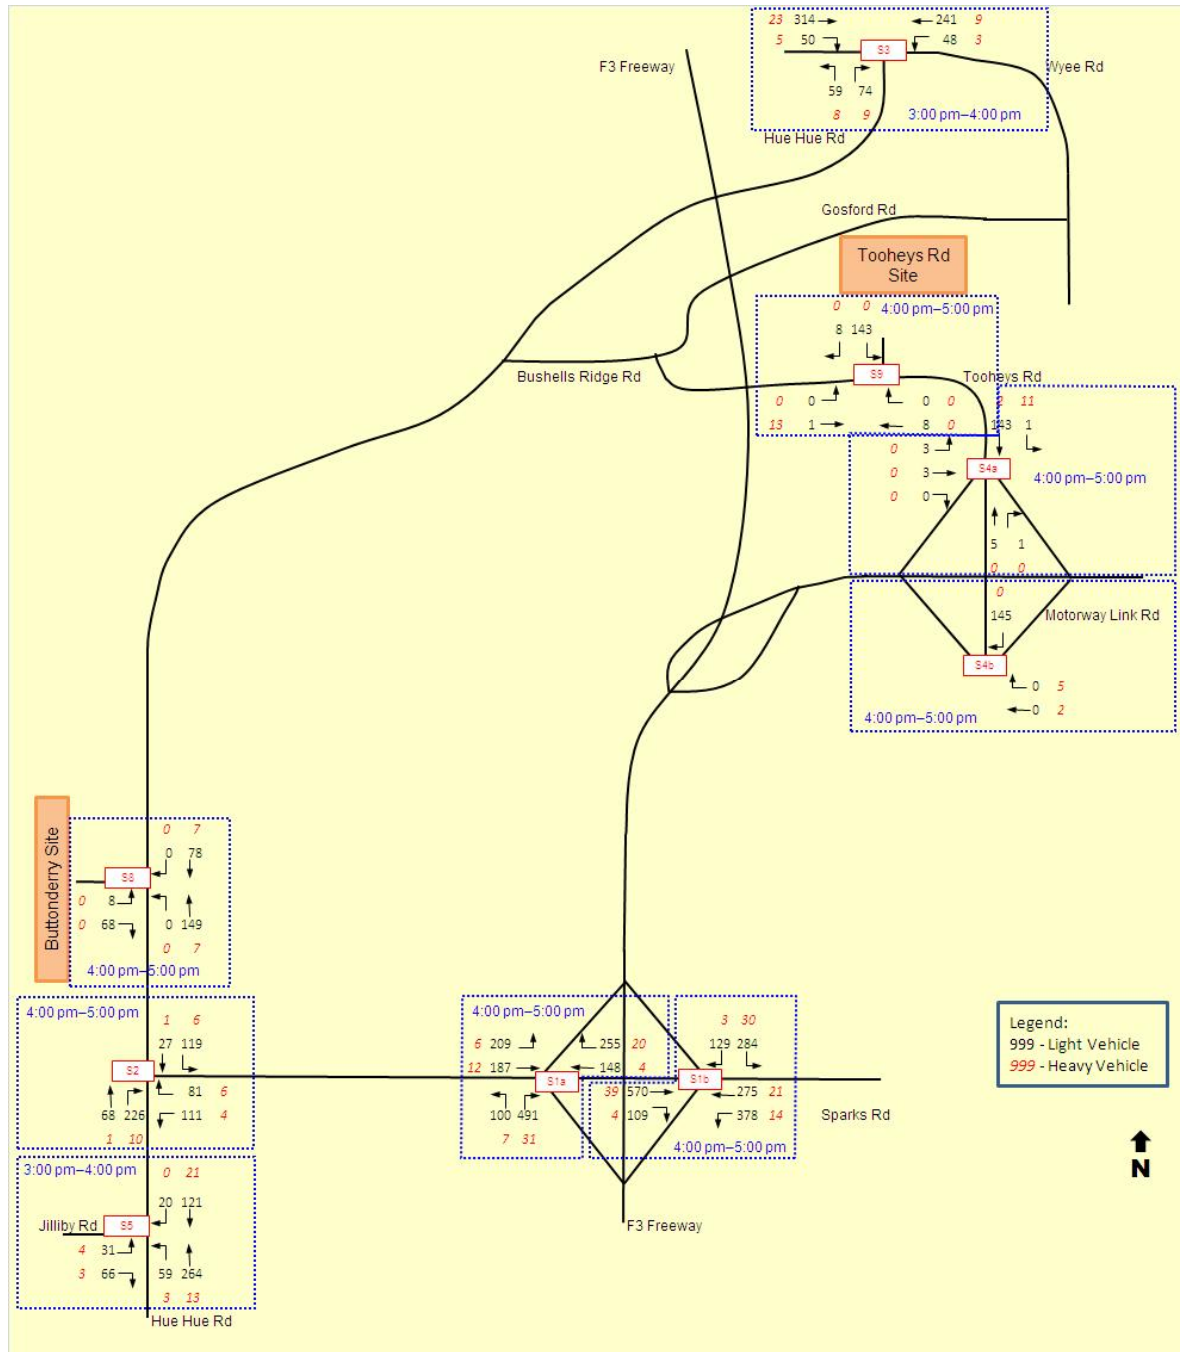 23 314 241 9
5 50 S3 48 3
F3 Freeway
Wyee Rd
59 74
8 9 3:00 pm–4:00 pm
Hue Hue Rd
Gosford Rd
Tooheys Rd
Site
0 0 4:00 pm–5:00 pm
8 143
Bushells Ridge Rd
S9 Tooheys Rd
0 0 0 0 2 11
13 1 8 0 143 1
0 3
0 3 S4a 4:00 pm–5:00 pm
0 0
5 1
0 0
0
145 Motorway Link Rd
S4b
0 5
4:00 pm–5:00 pm 0 2
Buttonderry Site
0 7
0 78
S8
0 8
0 68 0 149
0 7
4:00 pm–5:00 pm
4:00 pm–5:00 pm 1 6
27 119
S2
81 6
68 226 111 4
1 10
4:00 pm–5:00 pm 3 30
6 209 255 20 129 284
12 187 148 4
S1a S1b
39 570 275 21
100 491 4 109 378 14
7 31 4:00 pm–5:00 pm
Sparks Rd
Legend:
999 - Light Vehicle
999 - Heavy Vehicle
N
3:00 pm–4:00 pm 0 21
20 121
Jilliby Rd S5
4 31
3 66 59 264
3 13
Hue Hue Rd
F3 Freeway